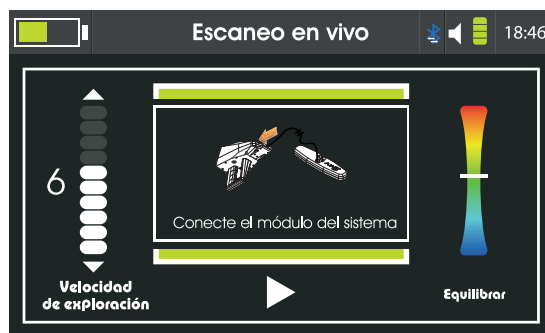 Escaneo en vivo
18:46
6
Conecte el módulo del sistema
Velocidad
de exploración
Equilibrar